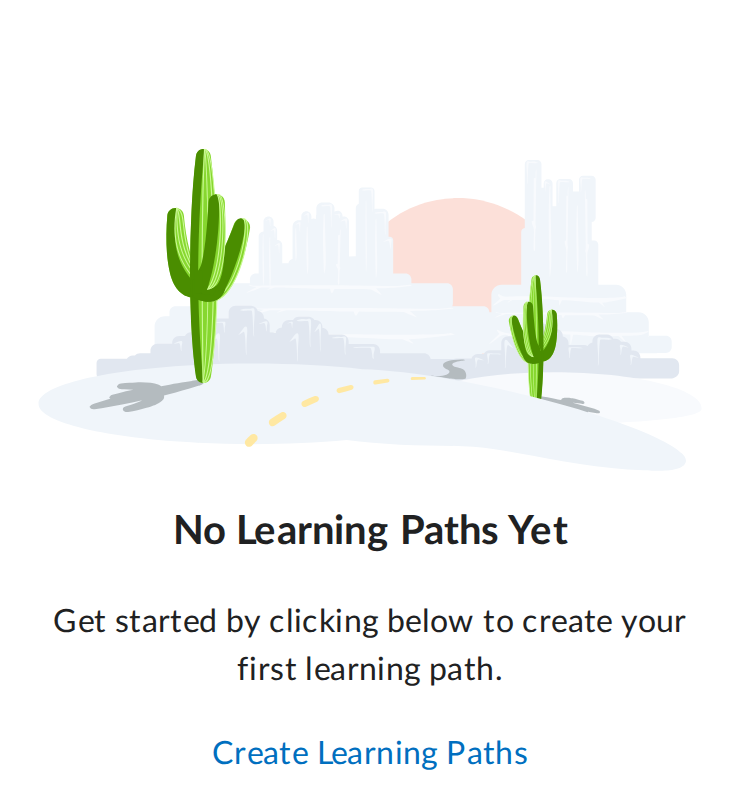 No Learning Paths Yet
Get started by clicking below to create your
first learning path.
Create Learning Paths